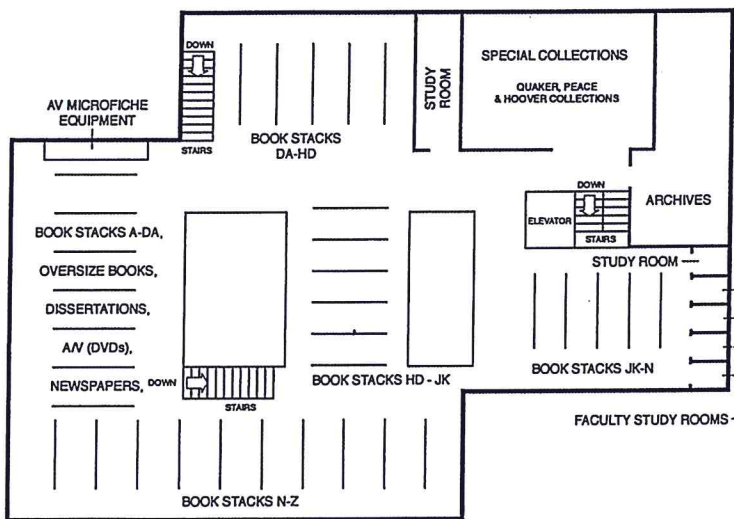 DOWN
STAIRS
AV MICROFICHE
EQUIPMENT
BOOK STACKS
DA-HD
STUDY
ROOM
SPECIAL COLLECTIONS
QUAKER, PEACE
& HOOVER COLLECTIONS
DOWN
ELEVATOR
STAIRS
ARCHIVES
STUDY ROOM
BOOK STACKS A-DA,
OVERSIZE BOOKS,
DISSERTATIONS,
A/V (DVDs),
NEWSPAPERS,
DOWN
STAIRS
BOOK STACKS HD - JK
BOOK STACKS JK-N
FACULTY STUDY ROOMS
BOOK STACKS N-Z